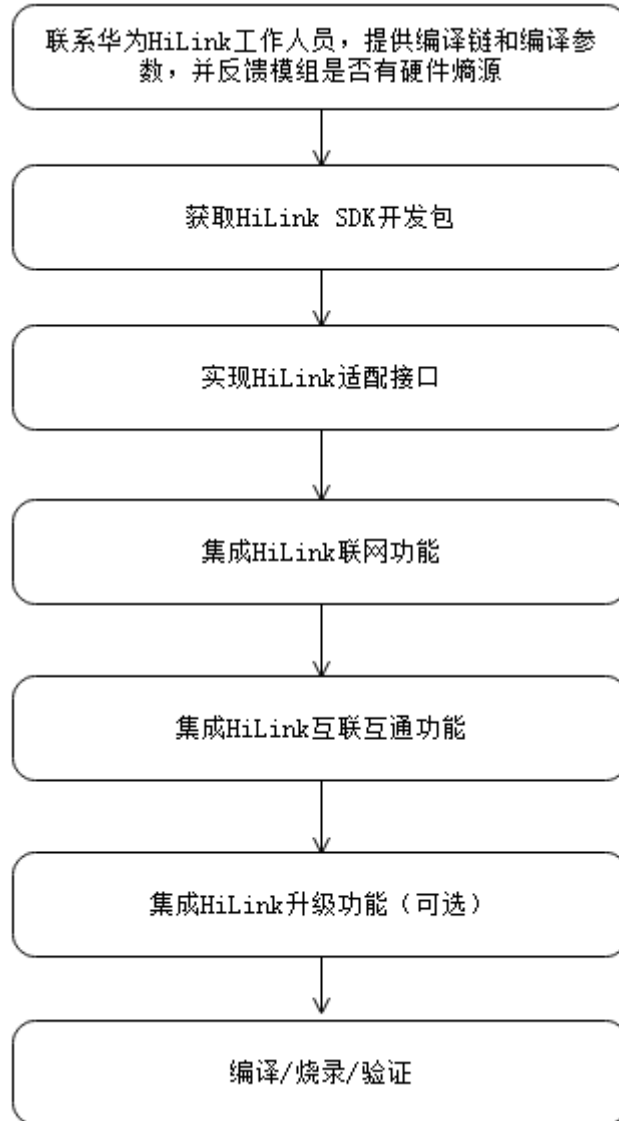 联系华为HiLink工作人员，提供编译链和编译参
数，并反馈模组是否有硬件熵源
获取HiLink SDK开发包
实现HiLink适配接口
集成HiLink联网功能
集成HiLink互联互通功能
集成HiLink升级功能（可选）
编译/烧录/验证